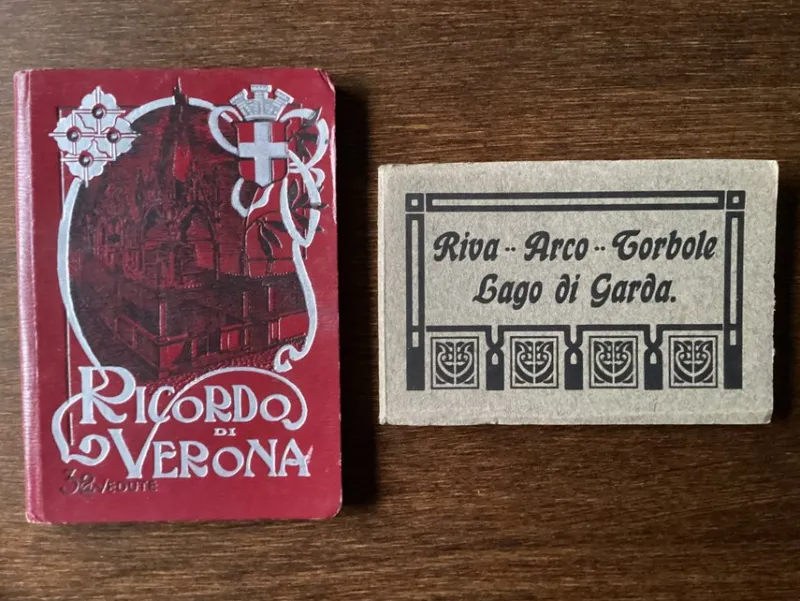 RICORDO
DI
VERONA
32 VEDUTE
Riva -- Arco -- Torbole
Lago di Garda.